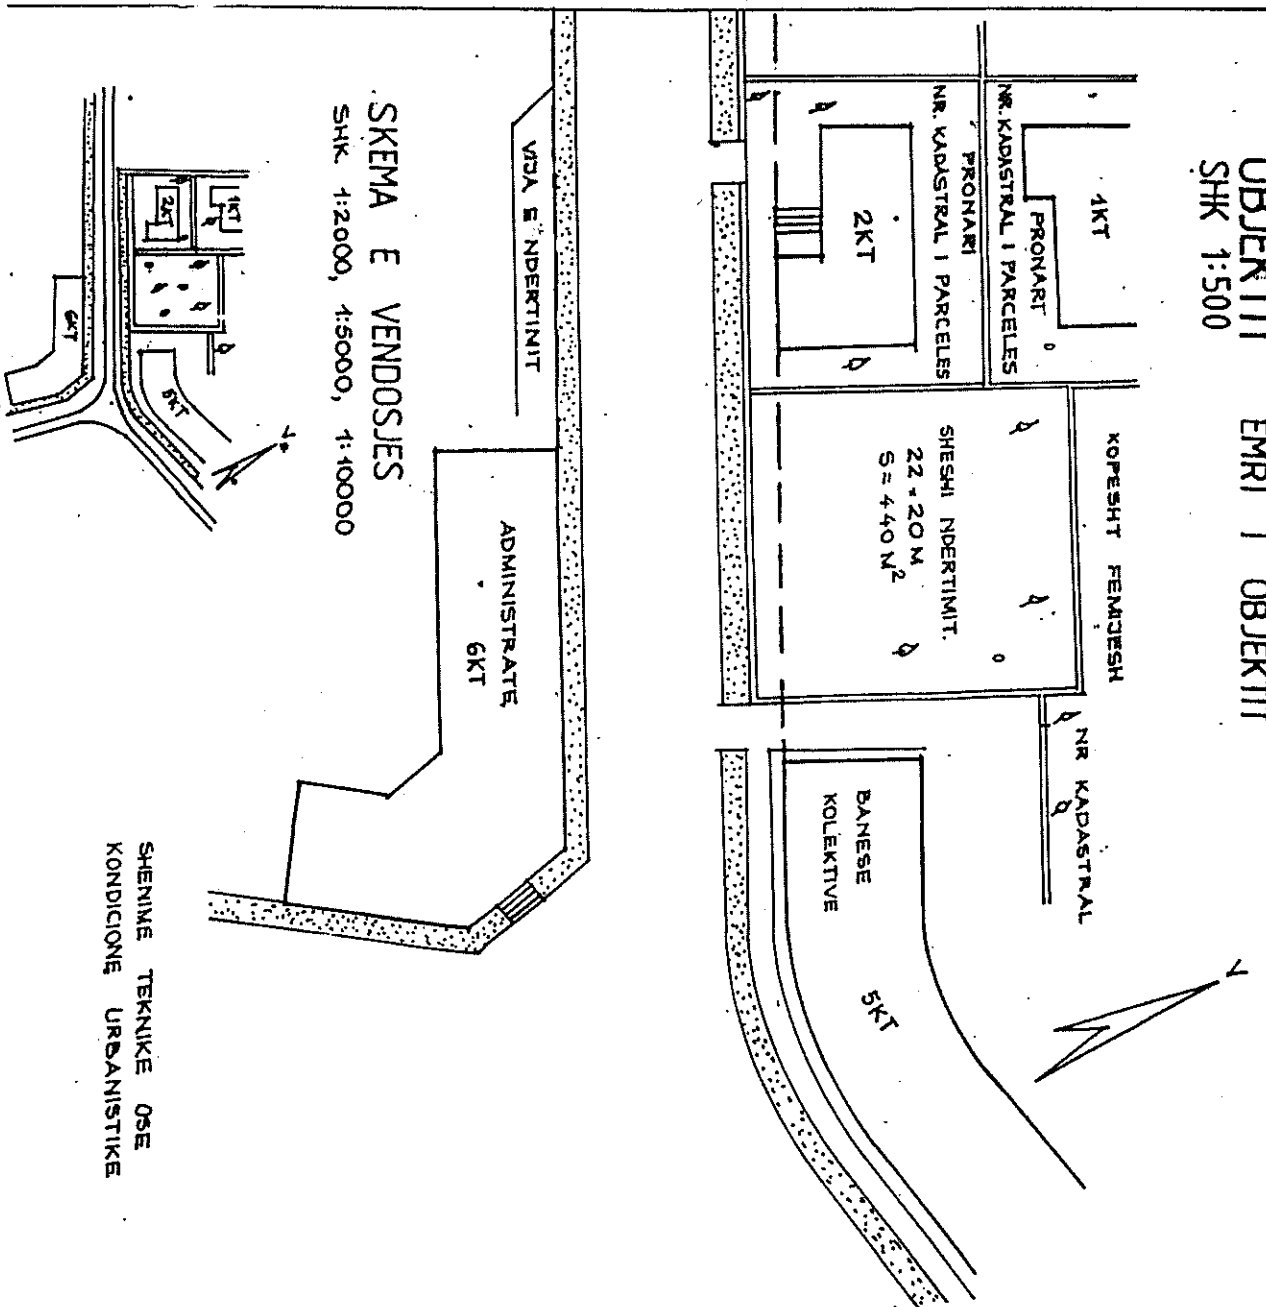 OBJEKTIT EMRI I OBJEKTIT
SHK 1:500
1KT
PRONARI
NR. KADASTRAL I PARCELES
PRONARI
NR. KADASTRAL I PARCELES
2KT
KOPESHT FEMIJESH
SHESHI NDERTIMIT.
22 × 20 M
S = 440 M²
NR KADASTRAL
BANESE
KOLEKTIVE
5KT
VIJA E NDERTINIT
ADMINISTRATE
6KT
SKEMA E VENDOSJES
SHK. 1:2000, 1:5000, 1:10000
1KT
2KT
6KT
5KT
SHENIME TEKNIKE OSE
KONDICIONE URBANISTIKE